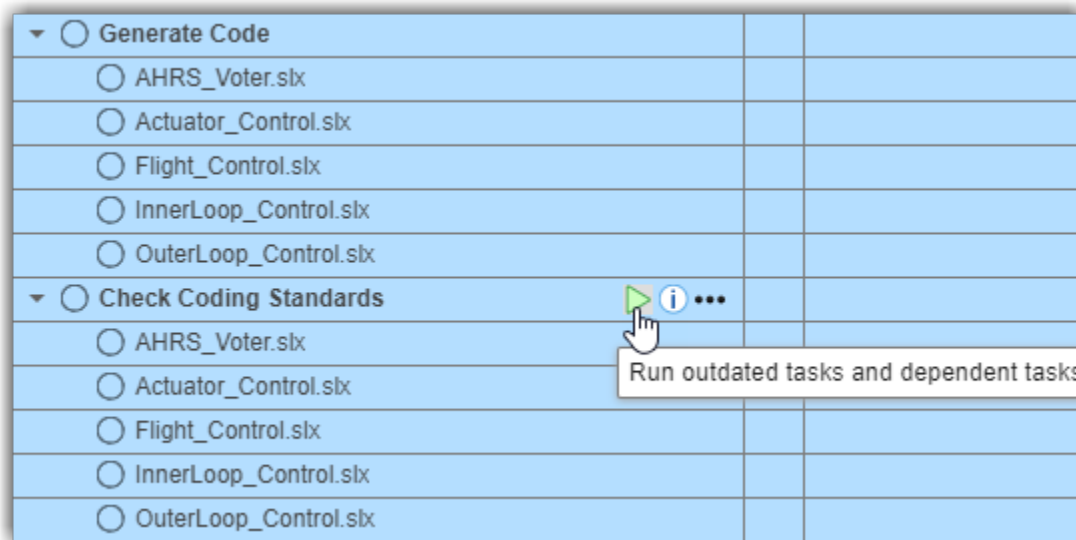 Generate Code
AHRS_Voter.slx
Actuator_Control.slx
Flight_Control.slx
InnerLoop_Control.slx
OuterLoop_Control.slx
Check Coding Standards i •••
AHRS_Voter.slx
Run outdated tasks and dependent tasks
Actuator_Control.slx
Flight_Control.slx
InnerLoop_Control.slx
OuterLoop_Control.slx